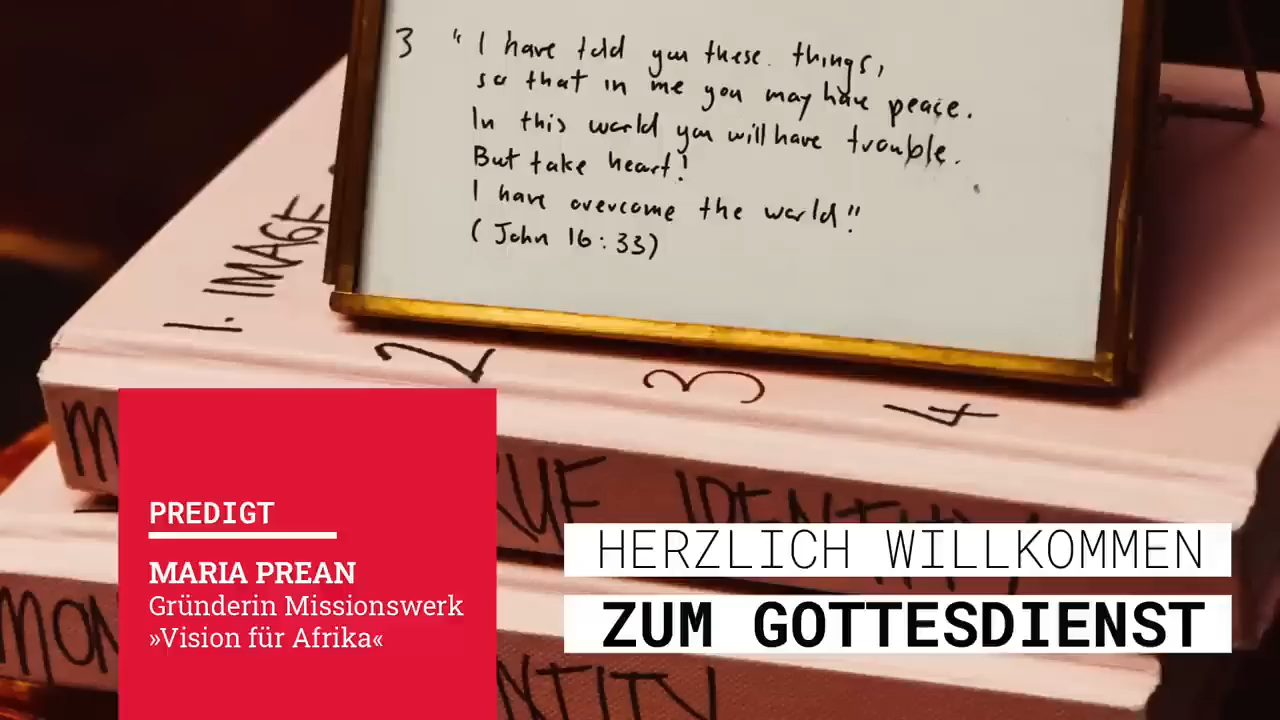 3 "I have told you these things,
so that in me you may have peace.
In this world you will have trouble.
But take heart!
I have overcome the world"
(John 16:33)
1. IMAGE
2
3
4
IDENTITY
PREDIGT
MARIA PREAN
Gründerin Missionswerk
»Vision für Afrika«
HERZLICH WILLKOMMEN
ZUM GOTTESDIENST